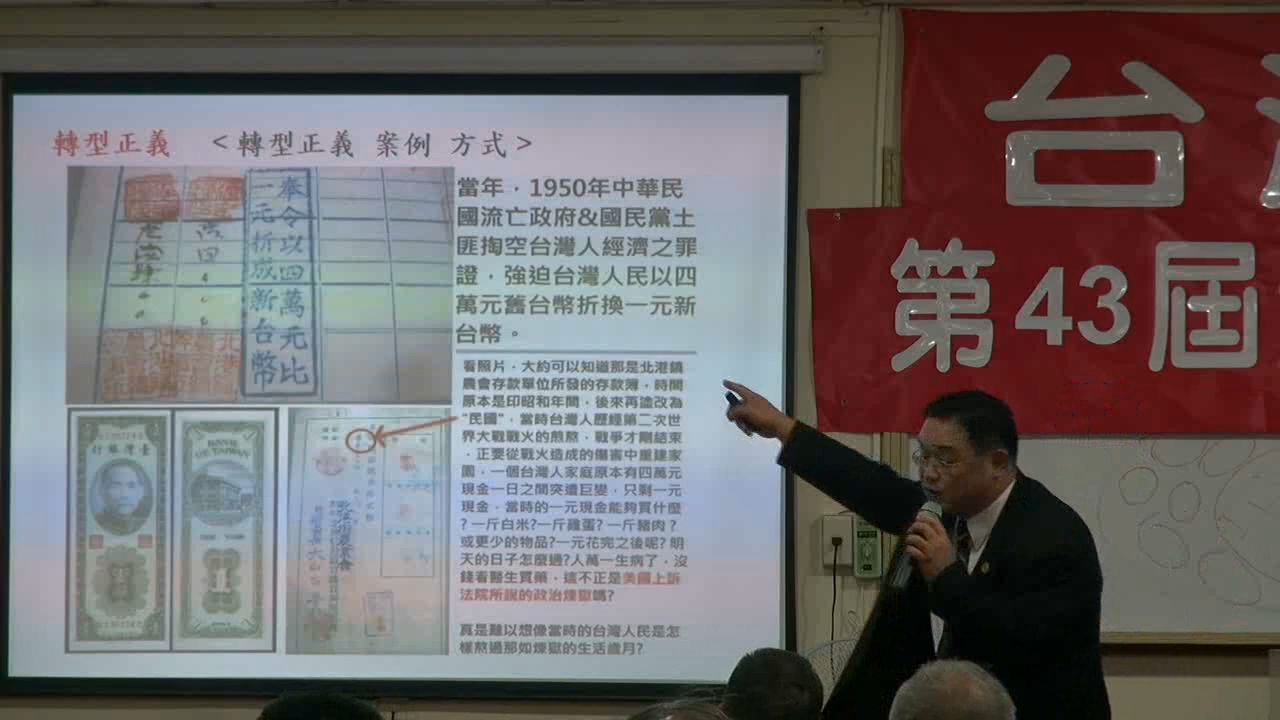 轉型正義 <轉型正義 案例 方式>
奉令以四萬元比
一元折成新台幣
當年，1950年中華民
國流亡政府&國民黨土
匪掏空台灣人經濟之罪
證，強迫台灣人民以四
萬元舊台幣折換一元新
台幣。
看照片，大約可以知道那是北港鎮
農會存款單位所發的存款簿，時間
原本是印昭和年間，後來再塗改為
"民國"，當時台灣人歷經第二次世
界大戰戰火的煎熬，戰爭才剛結束
，正要從戰火造成的傷害中重建家
園，一個台灣人家庭原本有四萬元
現金一日之間突遭巨變，只剩一元
現金，當時的一元現金能夠買什麼
？一斤白米?一斤雞蛋？一斤豬肉？
或更少的物品?一元花完之後呢？明
天的日子怎麼過?人萬一生病了，沒
錢看醫生買藥，這不正是美國上訴
法院所說的政治煉獄嗎?
真是難以想像當時的台灣人民是怎
樣熬過那如煉獄的生活歲月?
行銀灣臺
BANK
OF TAIWAN
1
台
第43屆